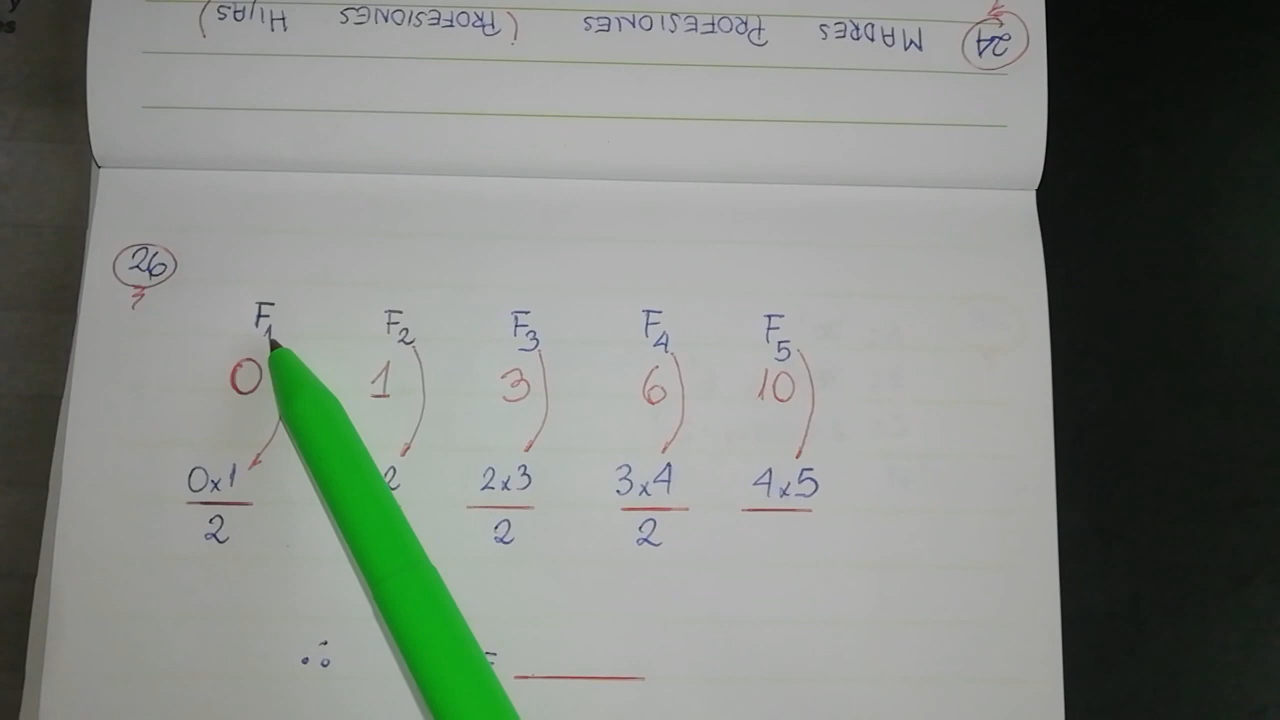 24 MADRES PROFESIONES (PROFESIONES HIJAS)
26
F1 F2 F3 F4 F5
0 1 3 6 10
0x1 2 2x3 3x4 4x5
2 2 2
∴ =